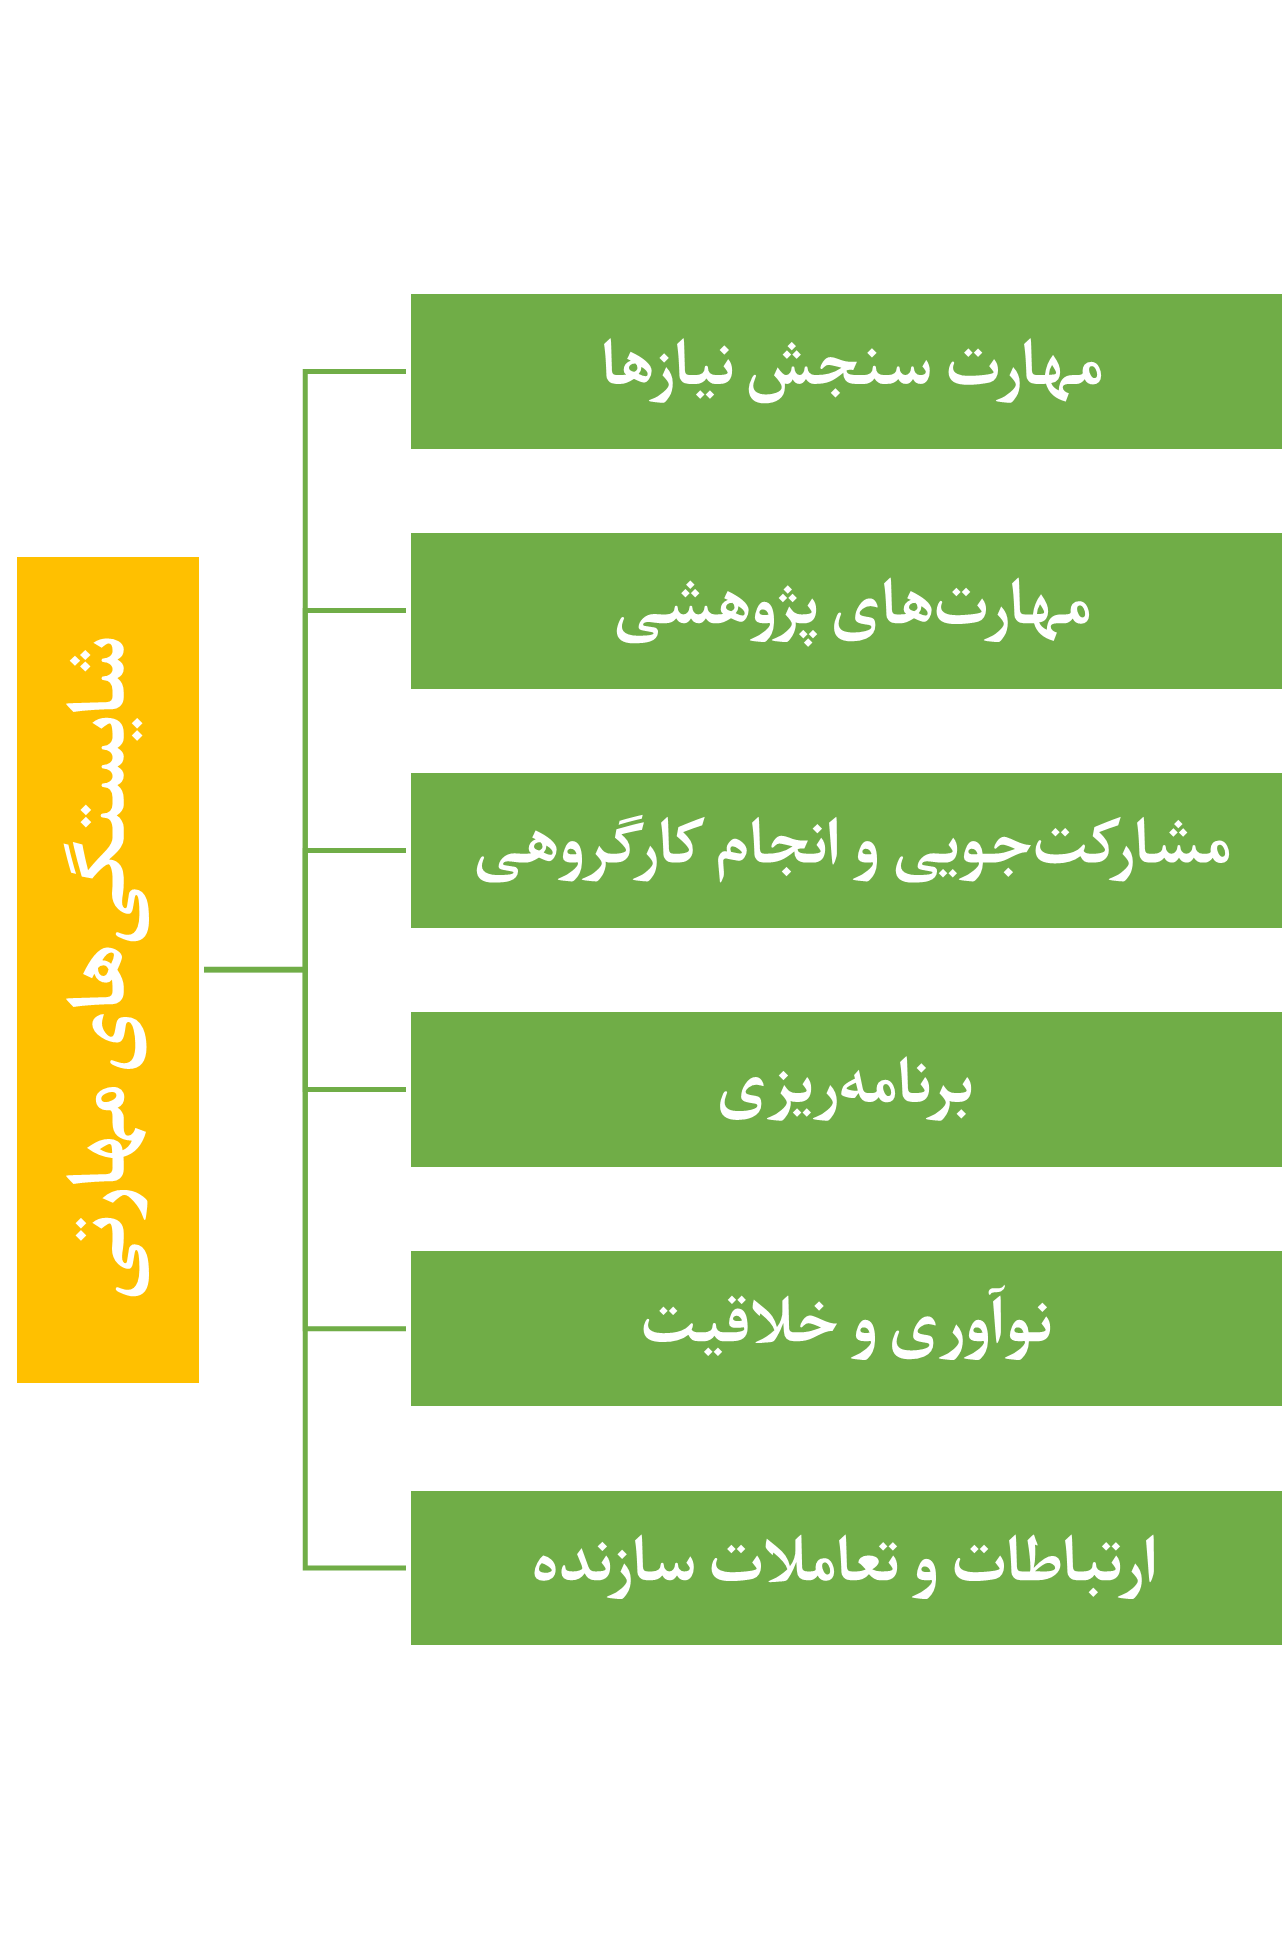 شایستگی‌های مهارتی
مهارت سنجش نیازها
مهارت‌های پژوهشی
مشارکت‌جویی و انجام کارگروهی
برنامه‌ریزی
نوآوری و خلاقیت
ارتباطات و تعاملات سازنده